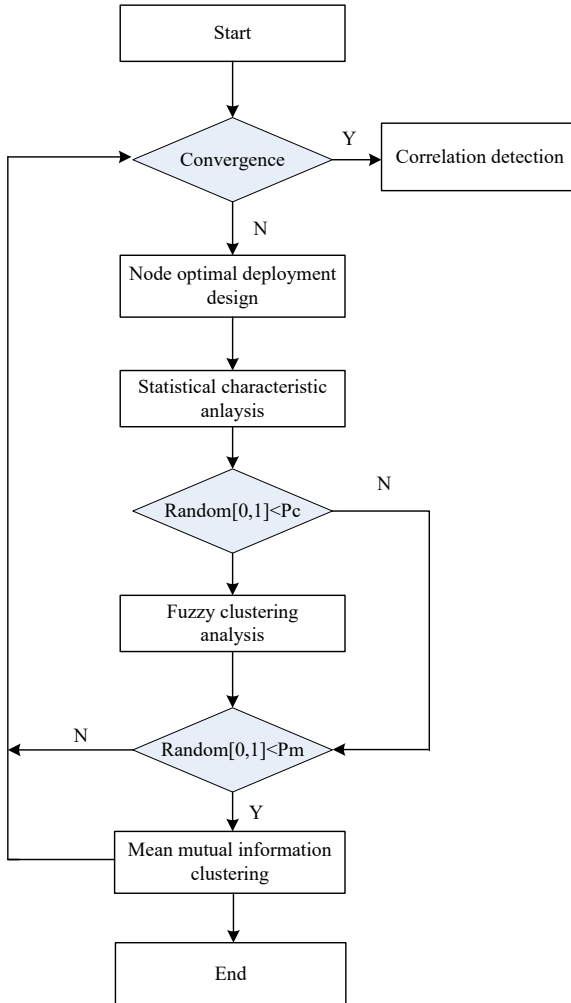 Start
Convergence
Y
Correlation detection
N
Node optimal deployment
design
Statistical characteristic
anlaysis
Random[0,1]<Pc
N
Fuzzy clustering
analysis
Random[0,1]<Pm
N
Y
Mean mutual information
clustering
End